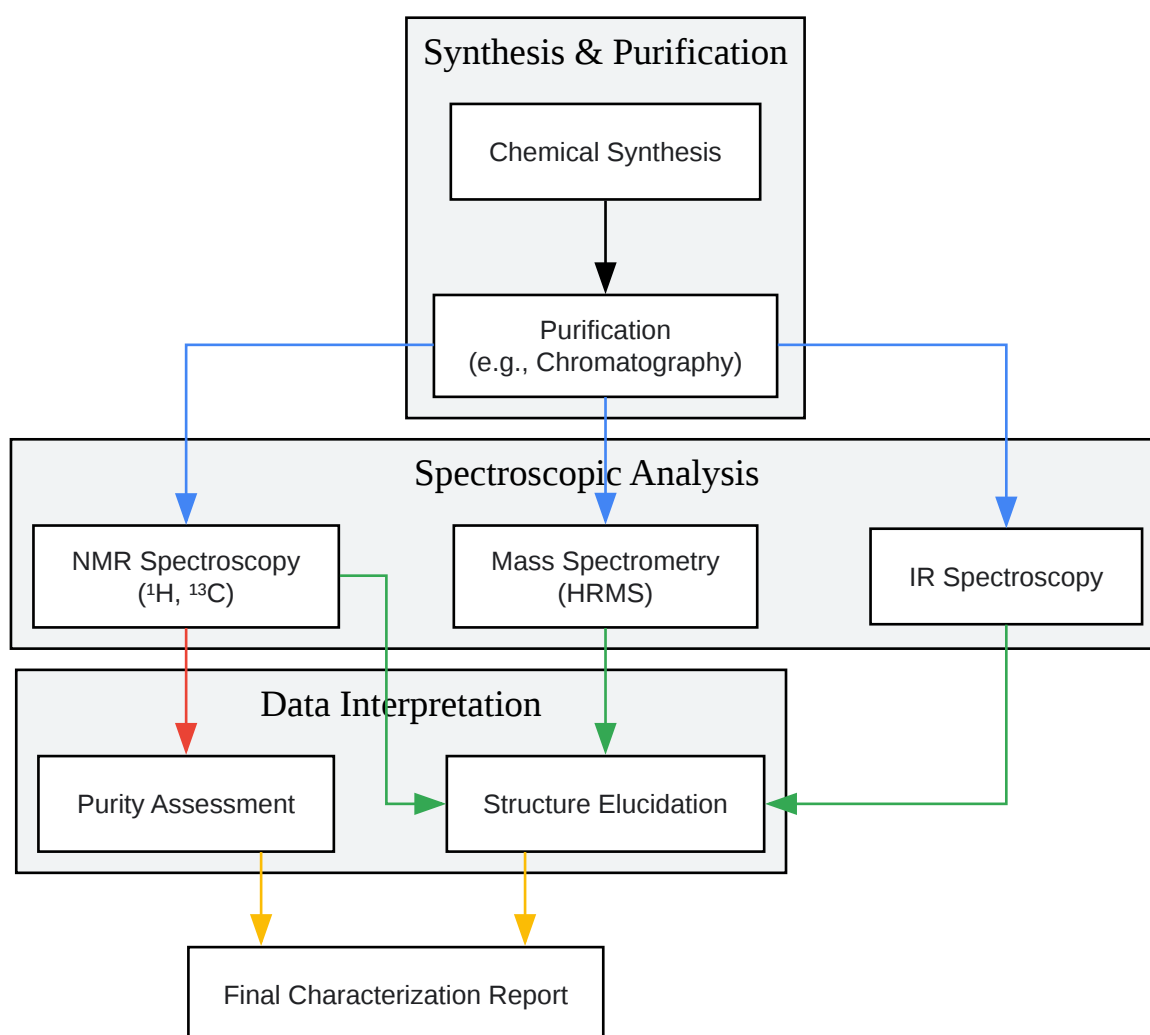 Synthesis & Purification
Chemical Synthesis
Purification
(e.g., Chromatography)
Spectroscopic Analysis
NMR Spectroscopy
(¹H, ¹³C)
Mass Spectrometry
(HRMS)
IR Spectroscopy
Data Interpretation
Purity Assessment
Structure Elucidation
Final Characterization Report